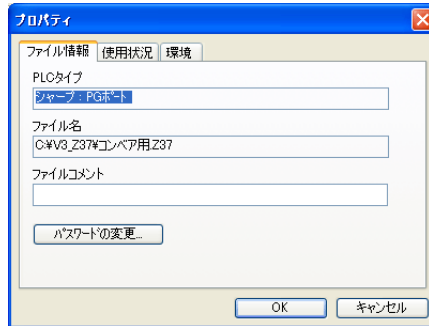 プロパティ
ファイル情報 使用状況 環境
PLCタイプ
シャープ：PGポート
ファイル名
C:¥V3_Z37¥コンベア用.Z37
ファイルコメント
パスワードの変更...
OK キャンセル